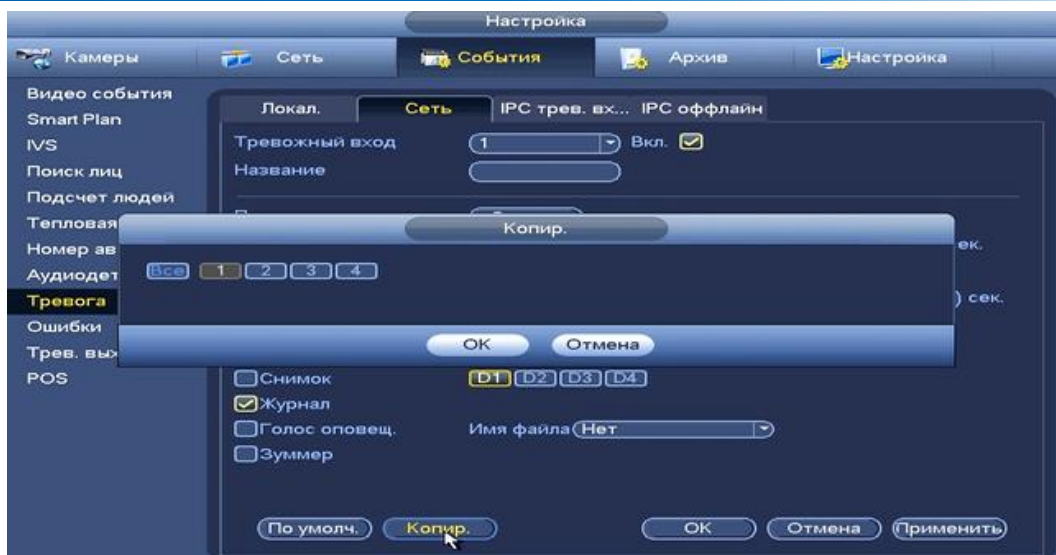 Настройка
Камеры Сеть События Архив Настройка
Видео события
Smart Plan
IVS
Поиск лиц
Подсчет людей
Тепловая
Номер ав
Аудиодет
Тревога
Ошибки
Трев. вых
POS
Локал. Сеть IPC трев. вх... IPC оффлайн
Тревожный вход 1 Вкл.
Название
Копир.
ек.
Все 1 2 3 4
) сек.
OK Отмена
Снимок D1 D2 D3 D4
Журнал
Голос оповещ. Имя файла Нет
Зуммер
По умолч. Копир. OK Отмена Применить